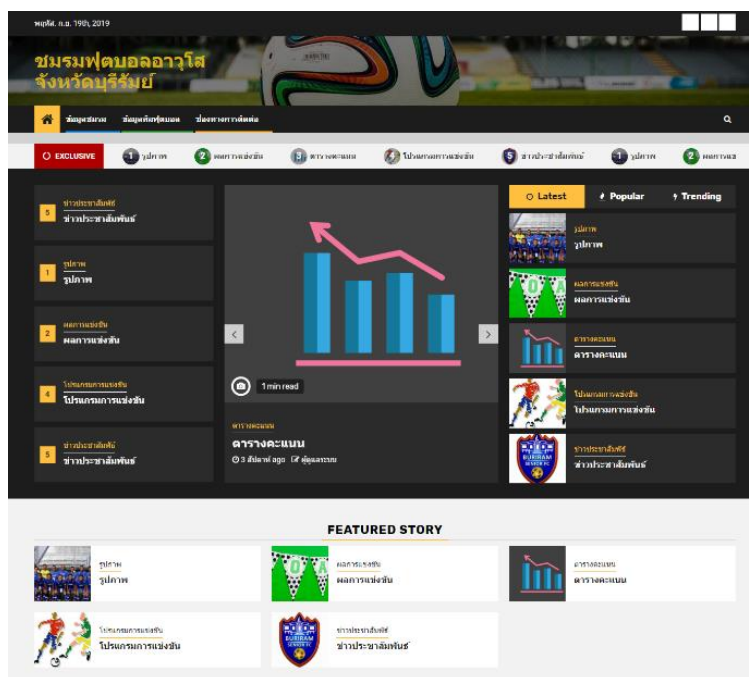 พฤหัส. ก.ย. 19th, 2019
ชมรมฟุตบอลอาวุโส
จังหวัดบุรีรัมย์
ข้อมูลชมรม ข้อมูลทีมฟุตบอล ช่องทางการติดต่อ
EXCLUSIVE 1 รูปภาพ 2 ผลการแข่งขัน 3 ตารางคะแนน 4 โปรแกรมการแข่งขัน 5 ข่าวประชาสัมพันธ์ 1 รูปภาพ 2 ผลการแข
5
ข่าวประชาสัมพัธ์
ข่าวประชาสัมพันธ์
1
รูปภาพ
รูปภาพ
2
ผลการแข่งขัน
ผลการแข่งขัน
4
โปรแกรมการแข่งขัน
โปรแกรมการแข่งขัน
5
ข่าวประชาสัมพัธ์
ข่าวประชาสัมพันธ์
1 min read
ตารางคะแนน
ตารางคะแนน
3 สัปดาห์ ago ผู้ดูแลระบบ
Latest Popular Trending
รูปภาพ
รูปภาพ
ผลการแข่งขัน
ผลการแข่งขัน
ตารางคะแนน
ตารางคะแนน
โปรแกรมการแข่งขัน
โปรแกรมการแข่งขัน
BURIRAM
SENIOR FC
ข่าวประชาสัมพัธ์
ข่าวประชาสัมพันธ์
FEATURED STORY
รูปภาพ
รูปภาพ
ผลการแข่งขัน
ผลการแข่งขัน
ตารางคะแนน
ตารางคะแนน
โปรแกรมการแข่งขัน
โปรแกรมการแข่งขัน
BURIRAM
SENIOR FC
ข่าวประชาสัมพัธ์
ข่าวประชาสัมพันธ์